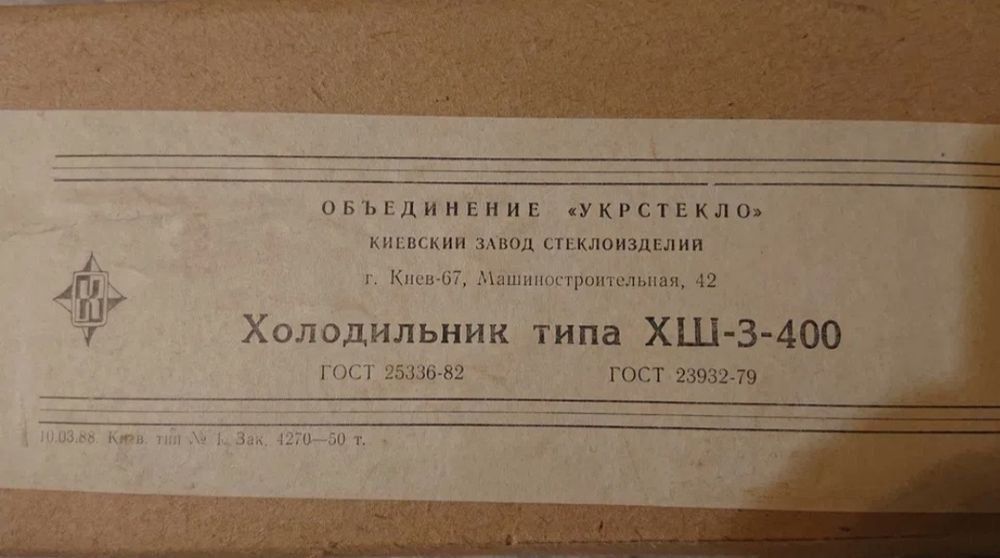 ОБЪЕДИНЕНИЕ «УКРСТЕКЛО»
КИЕВСКИЙ ЗАВОД СТЕКЛОИЗДЕЛИЙ
г. Киев-67, Машиностроительная, 42
Холодильник типа ХШ-3-400
ГОСТ 25336-82 ГОСТ 23932-79
10.03.88. Киев. тип № 1. Зак. 4270—50 т.